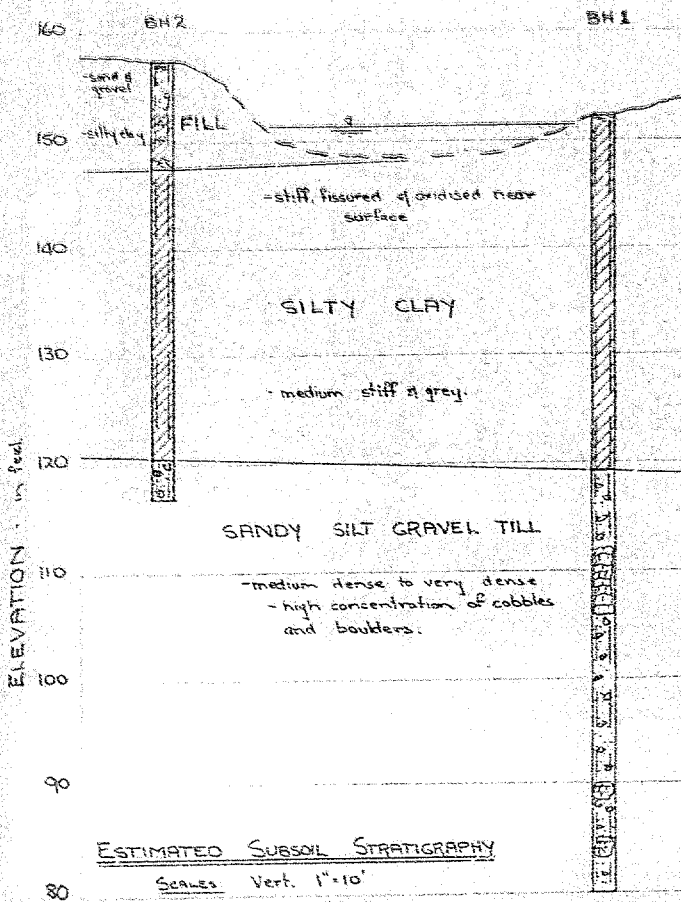 BH2
BH1
160
150
140
130
120
110
100
90
80
ELEVATION - in feet
-sand &
gravel
-silty clay
FILL
-stiff, fissured & oxidised near
surface
SILTY CLAY
-medium stiff & grey.
SANDY SILT GRAVEL TILL
-medium dense to very dense
-high concentration of cobbles
and boulders.
ESTIMATED SUBSOIL STRATIGRAPHY
SCALES Vert. 1"=10'